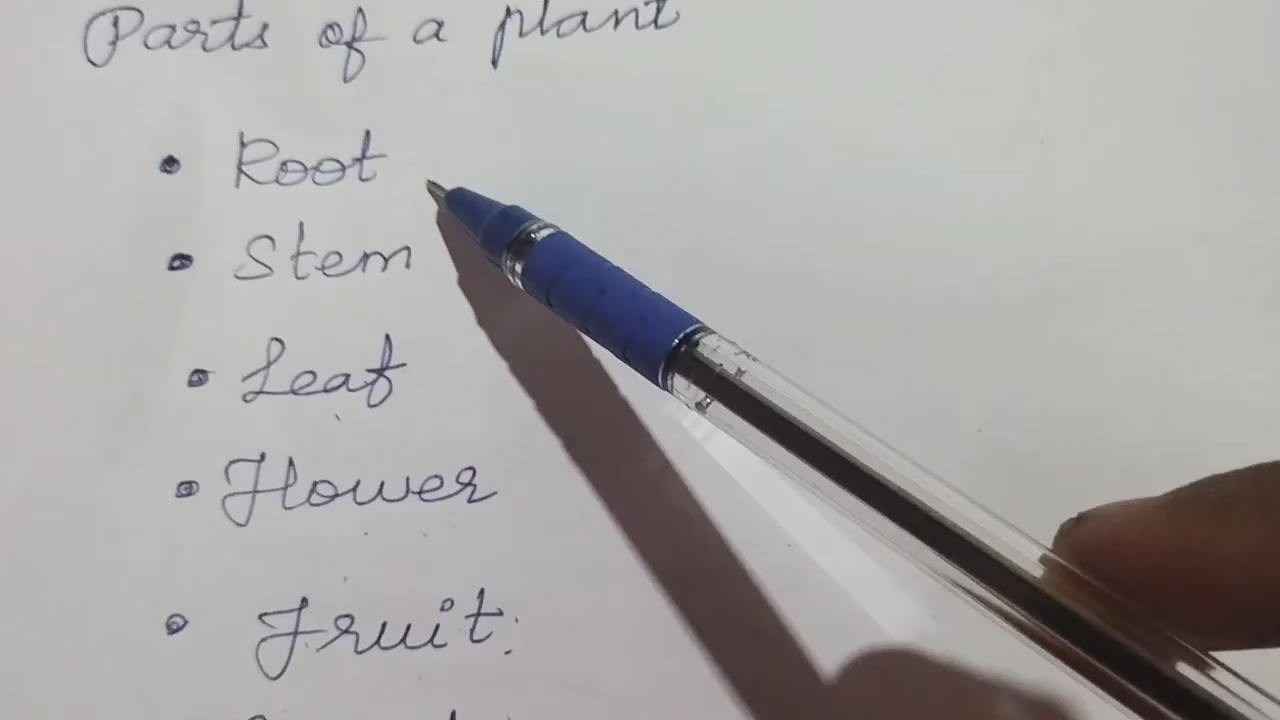 Parts of a plant
• Root
• Stem
• Leaf
• Flower
• Fruit.